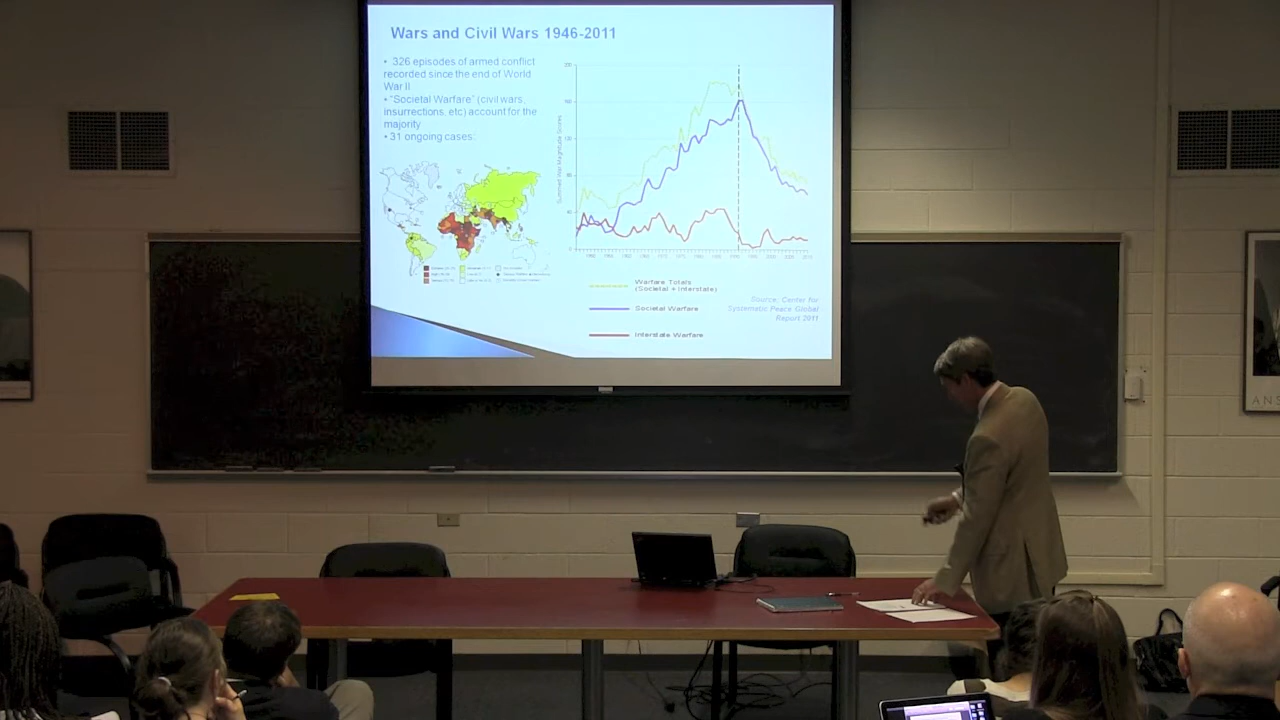 Wars and Civil Wars 1946-2011
• 326 episodes of armed conflict
recorded since the end of World
War II
• "Societal Warfare" (civil wars,
insurrections, etc) account for the
majority
• 31 ongoing cases:
Warfare Totals
(Societal + Interstate)
Societal Warfare
Interstate Warfare
Source; Center for
Systematic Peace Global
Report 2011
ANS